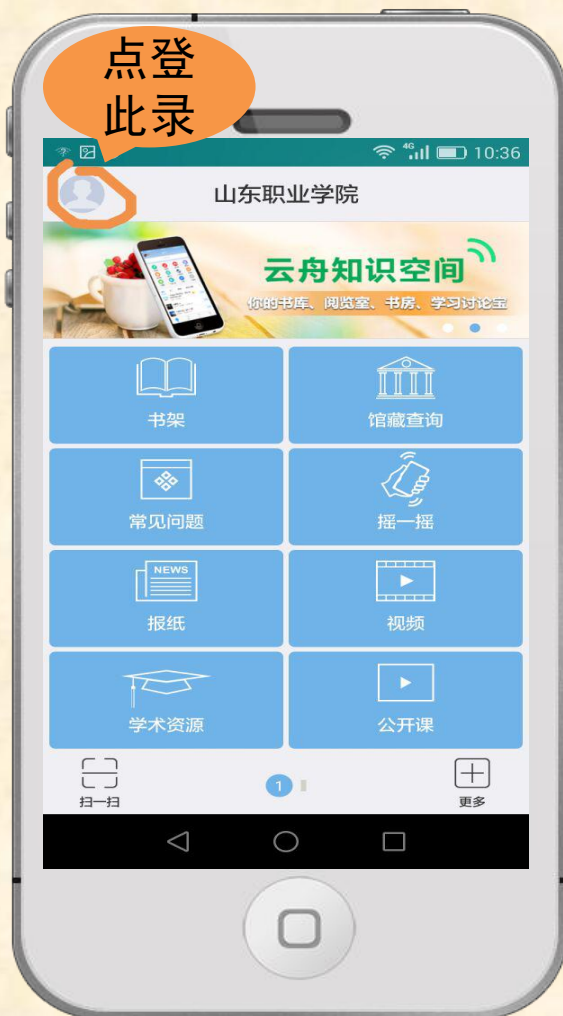 点登
此录
4G
10:36
山东职业学院
云舟知识空间
你的书库、阅览室、书房、学习讨论室
书架
馆藏查询
常见问题
摇一摇
NEWS
报纸
视频
学术资源
公开课
扫一扫
1
更多